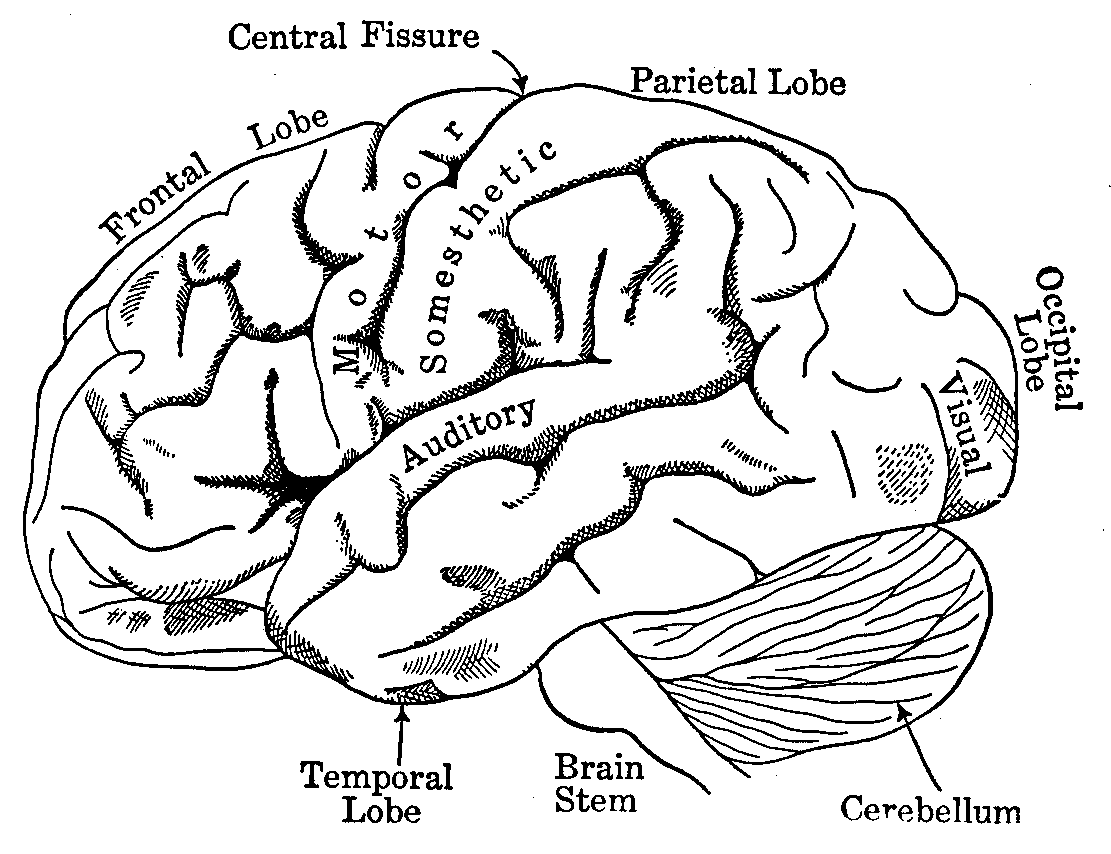 Central Fissure
Parietal Lobe
Frontal Lobe
Motor
Somesthetic
Auditory
Occipital
Lobe
Visual
Temporal
Lobe
Brain
Stem
Cerebellum